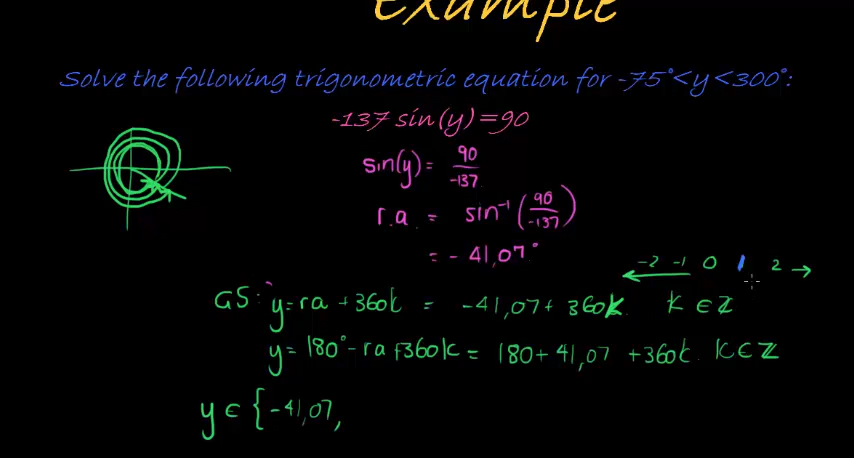 Example
Solve the following trigonometric equation for -75°<y<300°:
-137 sin(y)=90
sin(y) = 90/-137
r.a. = sin⁻¹(90/-137)
= - 41,07°
-2 -1 0 1 2
GS: y=ra +360k = -41,07+ 360k. K ∈ ℤ
y= 180° - ra +360k = 180+ 41,07 +360k. K∈ℤ
y ∈ {-41,07,